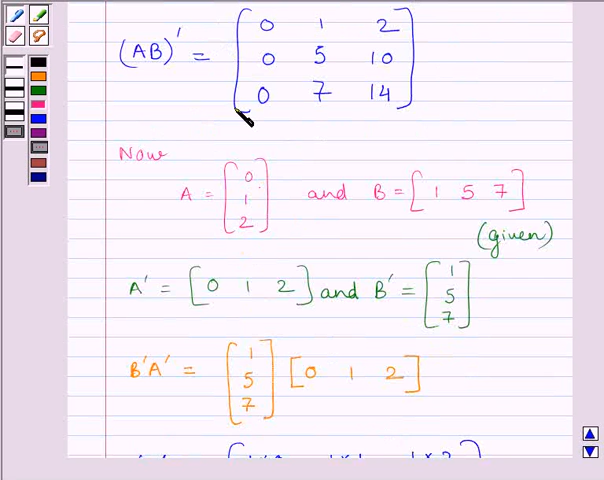 (AB)' = [ 0 1 2
0 5 10
0 7 14 ]
Now
A = [ 0
1
2 ] and B = [ 1 5 7 ]
(given)
A' = [ 0 1 2 ] and B' = [ 1
5
7 ]
B'A' = [ 1
5
7 ] [ 0 1 2 ]